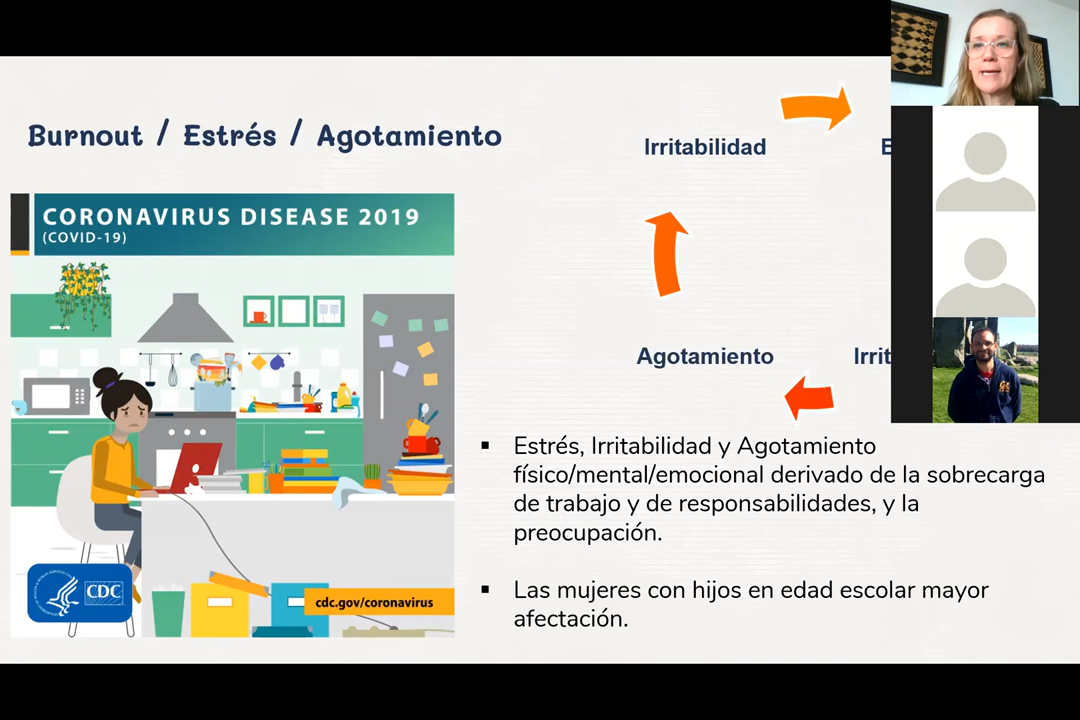 Burnout / Estrés / Agotamiento
CORONAVIRUS DISEASE 2019
(COVID-19)
CDC
cdc.gov/coronavirus
Irritabilidad
E
Agotamiento
Irrit
▪ Estrés, Irritabilidad y Agotamiento
físico/mental/emocional derivado de la sobrecarga
de trabajo y de responsabilidades, y la
preocupación.
▪ Las mujeres con hijos en edad escolar mayor
afectación.